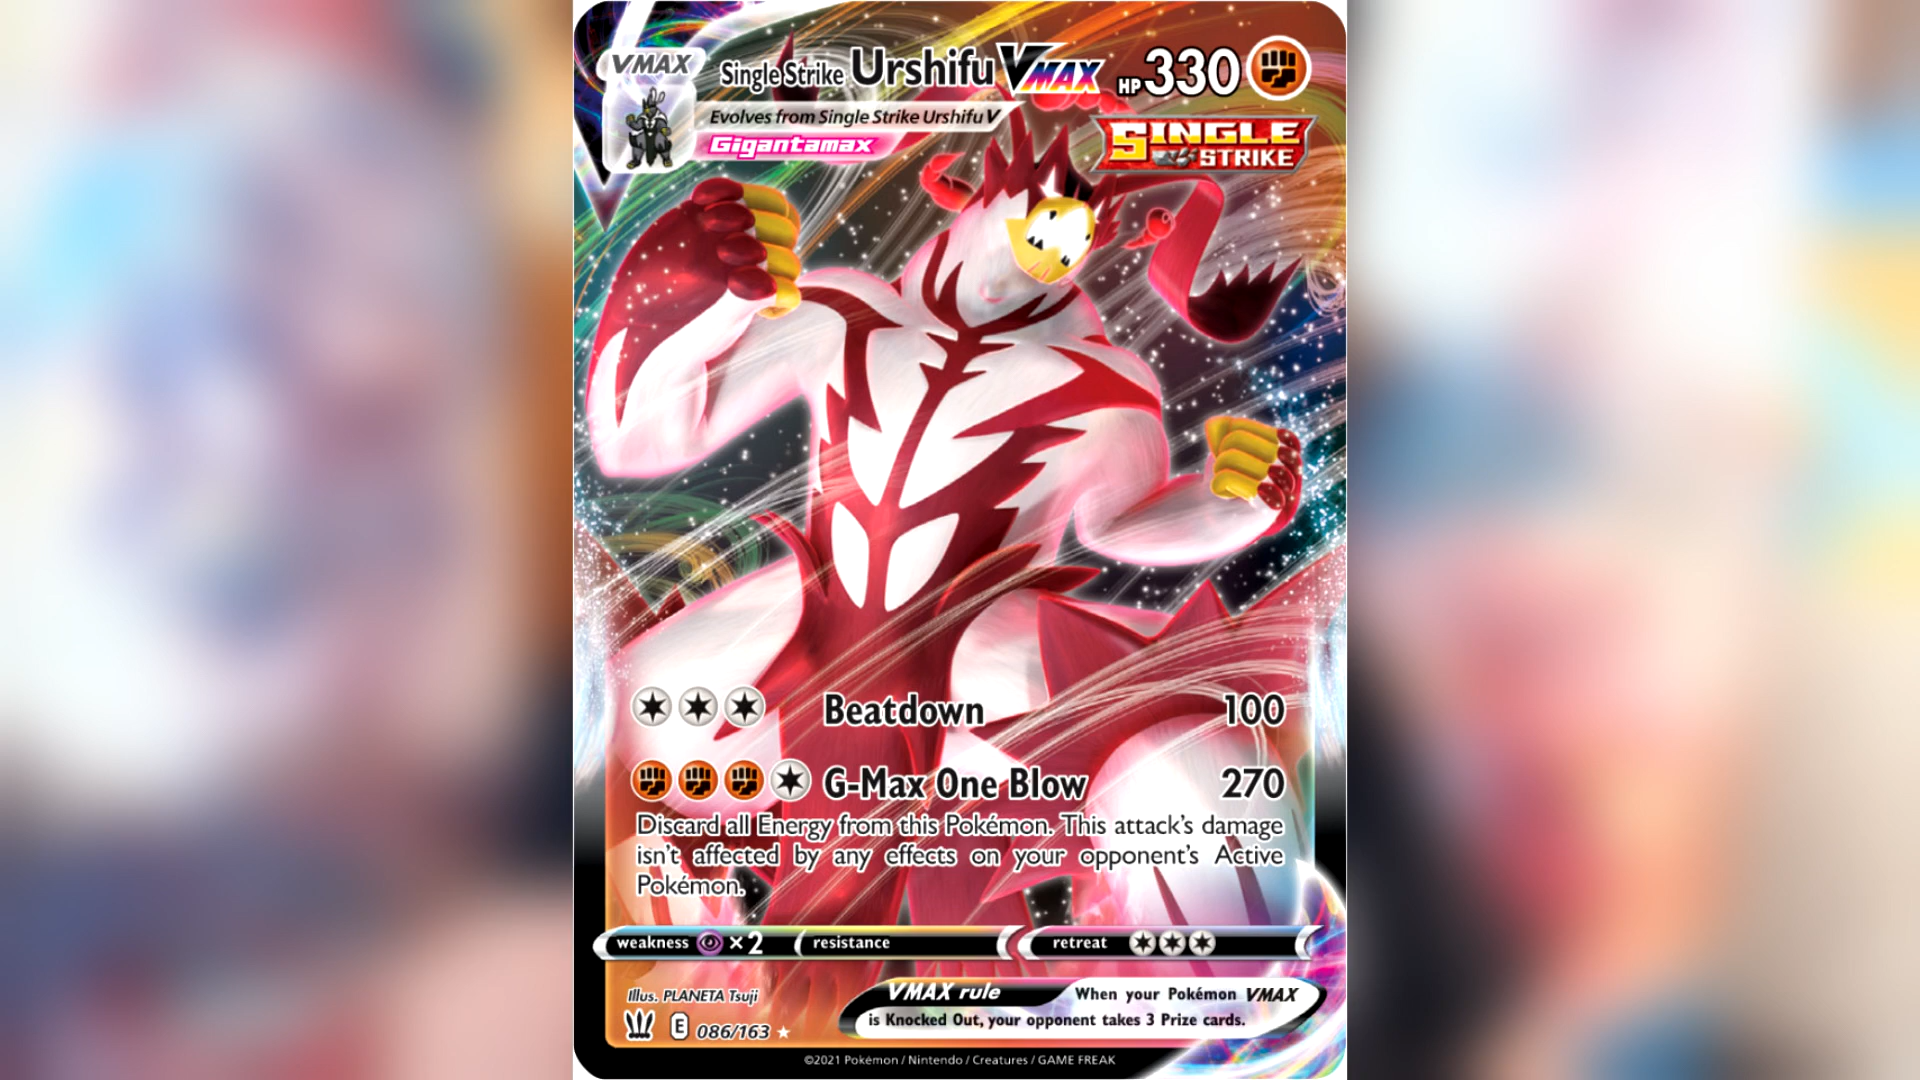 VMAX
Single Strike Urshifu VMAX HP 330
Evolves from Single Strike Urshifu V
Gigantamax
SINGLE
STRIKE
Beatdown 100
G-Max One Blow 270
Discard all Energy from this Pokémon. This attack's damage
isn't affected by any effects on your opponent's Active
Pokémon.
weakness ×2 resistance retreat
Illus. PLANETA Tsuji
VMAX rule When your Pokémon VMAX
is Knocked Out, your opponent takes 3 Prize cards.
E 086/163
©2021 Pokémon / Nintendo / Creatures / GAME FREAK